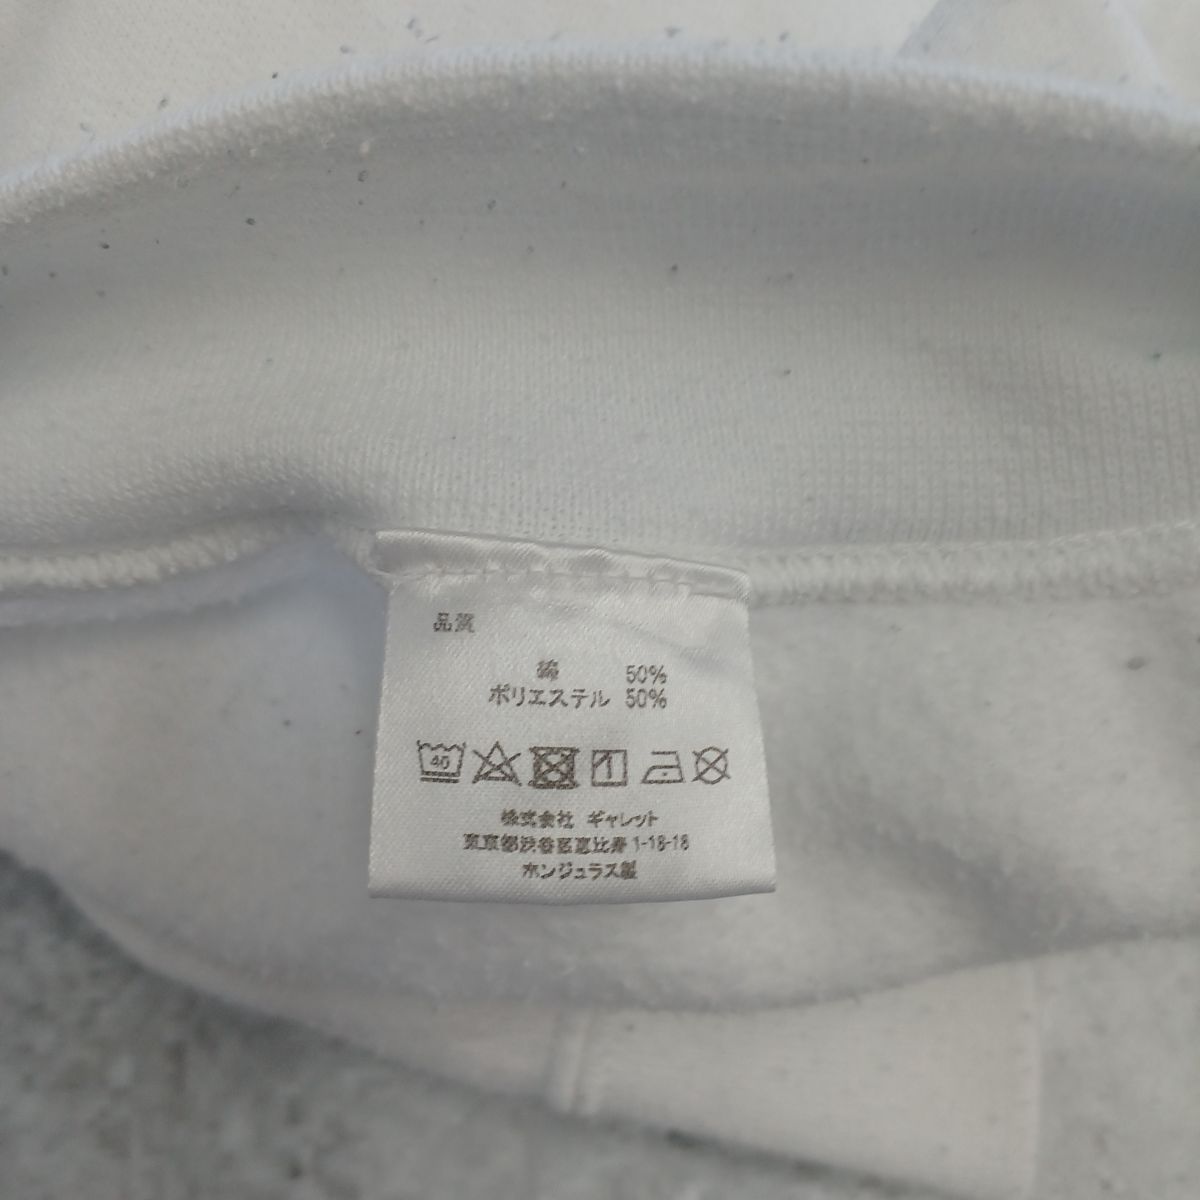 品質
綿 50%
ポリエステル 50%
40
株式会社 ギャレット
東京都渋谷区恵比寿1-18-18
ホンジュラス製